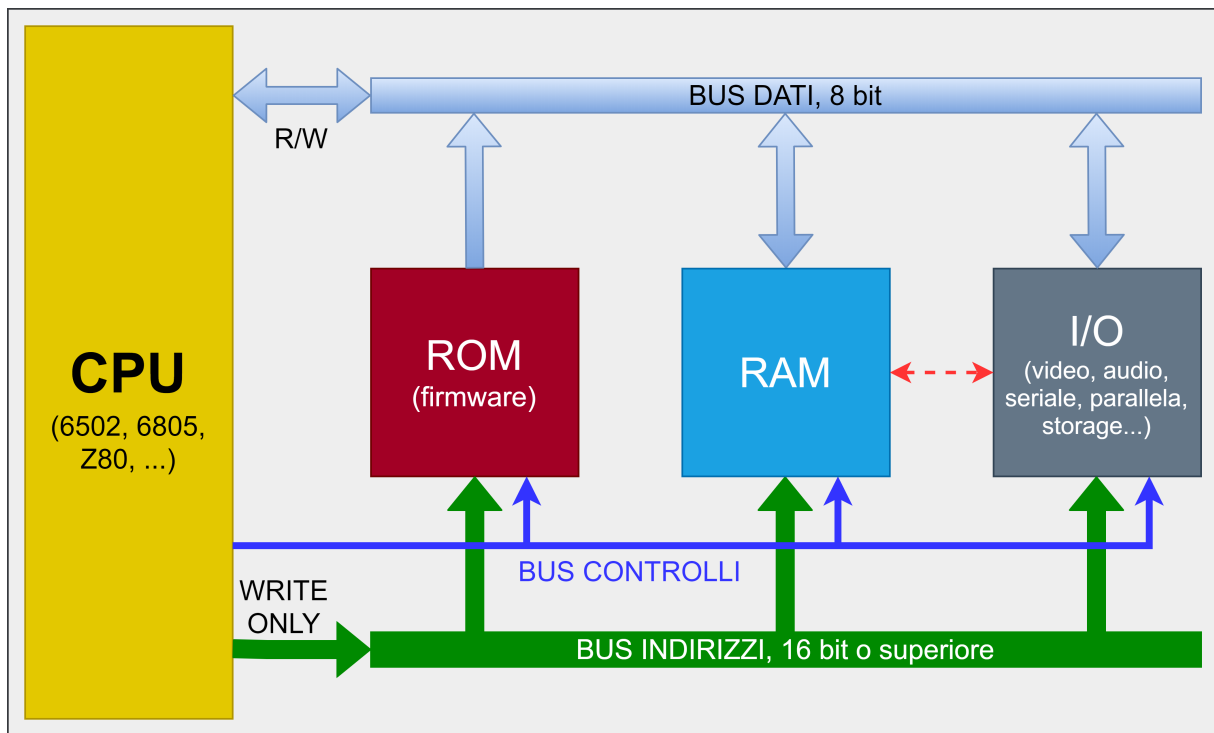 BUS DATI, 8 bit
R/W
CPU
(6502, 6805,
Z80, ...)
ROM
(firmware)
RAM
I/O
(video, audio,
seriale, parallela,
storage...)
BUS CONTROLLI
WRITE
ONLY
BUS INDIRIZZI, 16 bit o superiore